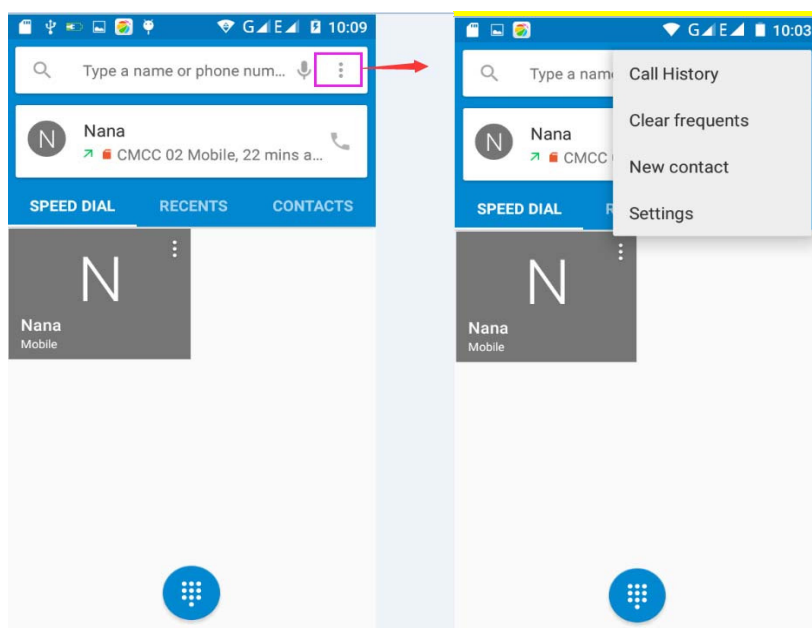 G E 10:09
Type a name or phone num...
N
Nana
CMCC 02 Mobile, 22 mins a...
SPEED DIAL RECENTS CONTACTS
N
Nana
Mobile
G E 10:03
Type a nam
Call History
Clear frequents
New contact
Settings
N
Nana
CMCC
SPEED DIAL R
N
Nana
Mobile